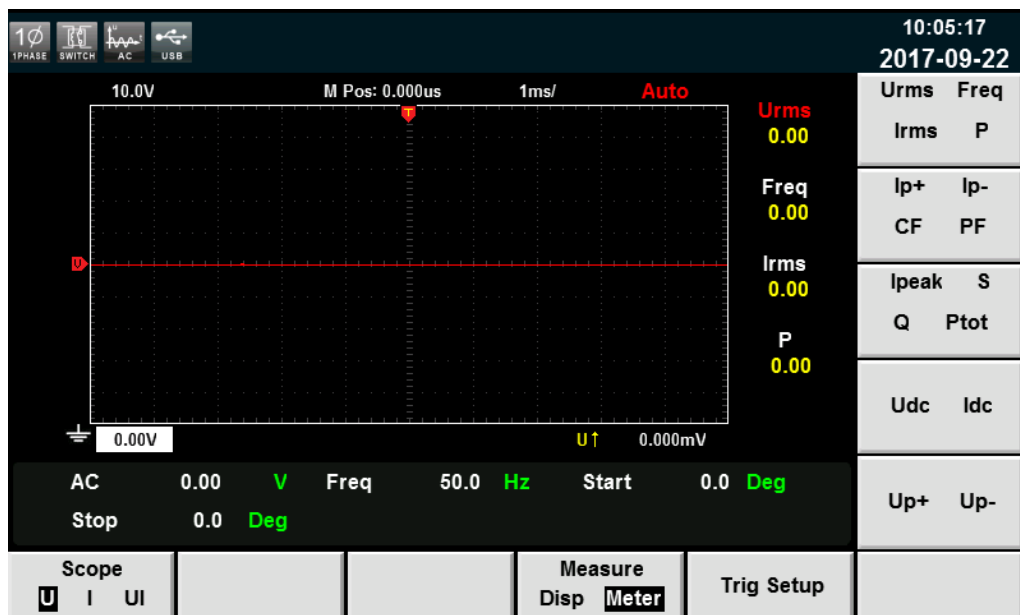 1Ø
1PHASE SWITCH U AC USB
10:05:17
2017-09-22
10.0V M Pos: 0.000us 1ms/ Auto
T
Urms
0.00
Freq
0.00
U
Irms
0.00
P
0.00
0.00V U↑ 0.000mV
AC 0.00 V Freq 50.0 Hz Start 0.0 Deg
Stop 0.0 Deg
Urms Freq
Irms P
Ip+ Ip-
CF PF
Ipeak S
Q Ptot
Udc Idc
Up+ Up-
Scope
U I UI
Measure
Disp Meter
Trig Setup